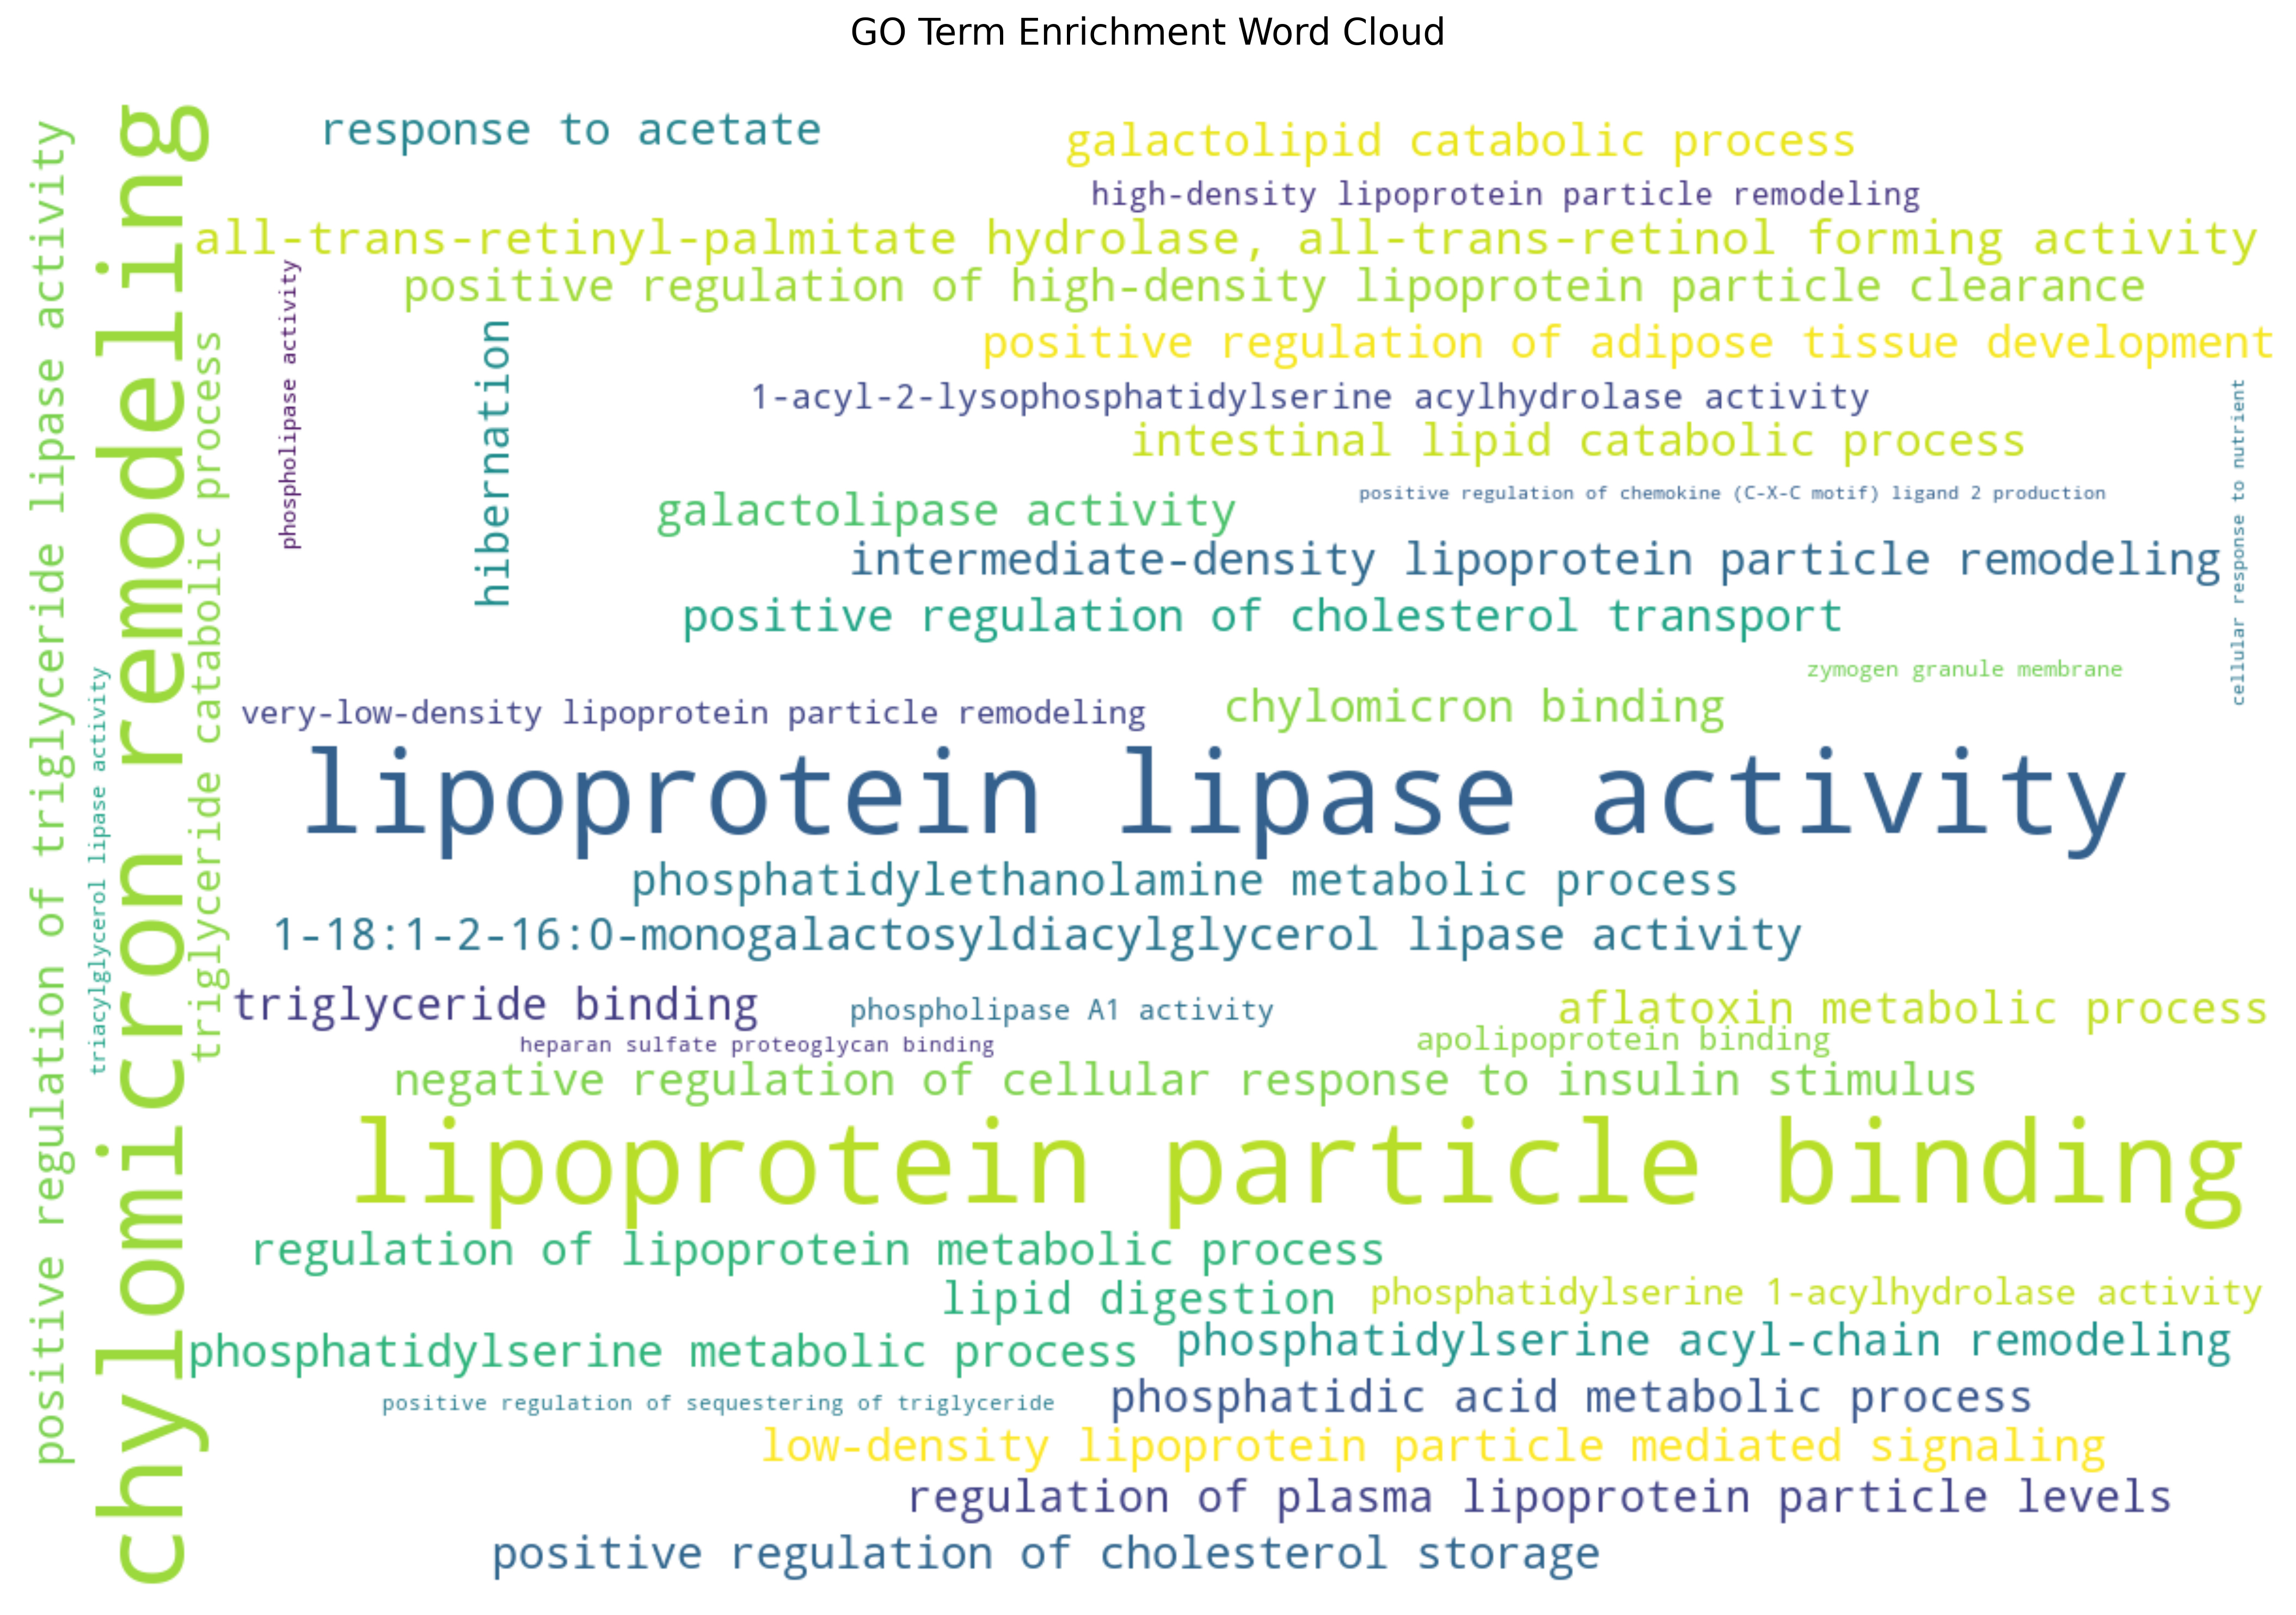 GO Term Enrichment Word Cloud
positive regulation of triglyceride lipase activity
chylomicron remodeling
triglyceride catabolic process
triacylglycerol lipase activity
response to acetate
galactolipid catabolic process
high-density lipoprotein particle remodeling
all-trans-retinyl-palmitate hydrolase, all-trans-retinol forming activity
phospholipase activity
positive regulation of high-density lipoprotein particle clearance
hibernation
positive regulation of adipose tissue development
1-acyl-2-lysophosphatidylserine acylhydrolase activity
cellular response to nutrient
intestinal lipid catabolic process
galactolipase activity
positive regulation of chemokine (C-X-C motif) ligand 2 production
intermediate-density lipoprotein particle remodeling
positive regulation of cholesterol transport
zymogen granule membrane
very-low-density lipoprotein particle remodeling
chylomicron binding
lipoprotein lipase activity
phosphatidylethanolamine metabolic process
1-18:1-2-16:0-monogalactosyldiacylglycerol lipase activity
triglyceride binding
phospholipase A1 activity
aflatoxin metabolic process
heparan sulfate proteoglycan binding
apolipoprotein binding
negative regulation of cellular response to insulin stimulus
lipoprotein particle binding
regulation of lipoprotein metabolic process
lipid digestion
phosphatidylserine 1-acylhydrolase activity
phosphatidylserine metabolic process
phosphatidylserine acyl-chain remodeling
positive regulation of sequestering of triglyceride
phosphatidic acid metabolic process
low-density lipoprotein particle mediated signaling
regulation of plasma lipoprotein particle levels
positive regulation of cholesterol storage